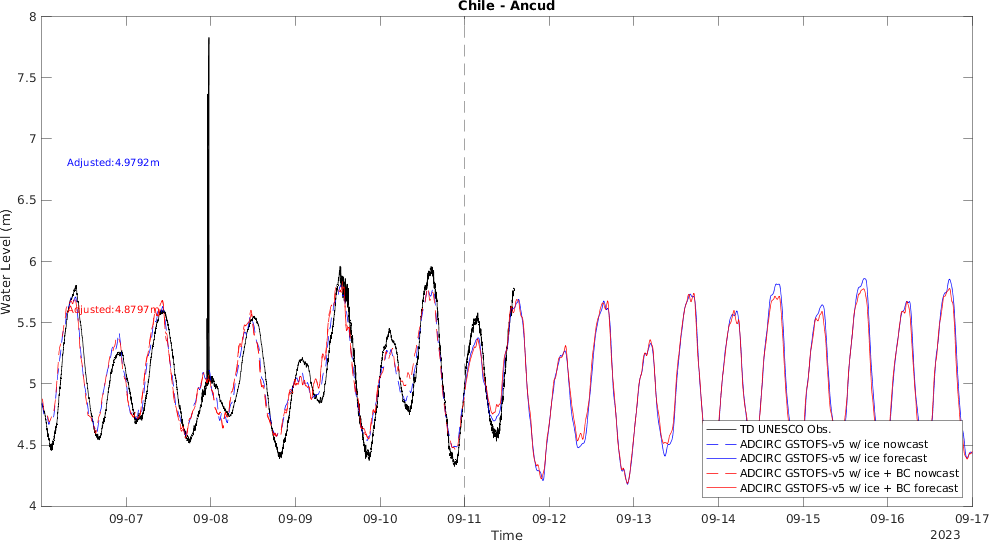 Chile - Ancud
8
7.5
7
6.5
6
5.5
5
4.5
4
Water Level (m)
Adjusted:4.9792m
Adjusted:4.8797m
TD UNESCO Obs.
ADCIRC GSTOFS-v5 w/ ice nowcast
ADCIRC GSTOFS-v5 w/ ice forecast
ADCIRC GSTOFS-v5 w/ ice + BC nowcast
ADCIRC GSTOFS-v5 w/ ice + BC forecast
09-07 09-08 09-09 09-10 09-11 09-12 09-13 09-14 09-15 09-16 09-17
Time
2023